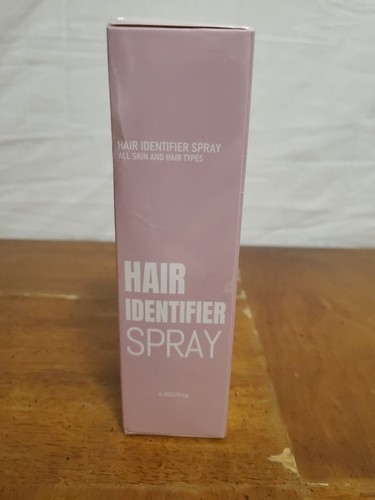 HAIR IDENTIFIER SPRAY
ALL SKIN AND HAIR TYPES
HAIR
IDENTIFIER
SPRAY